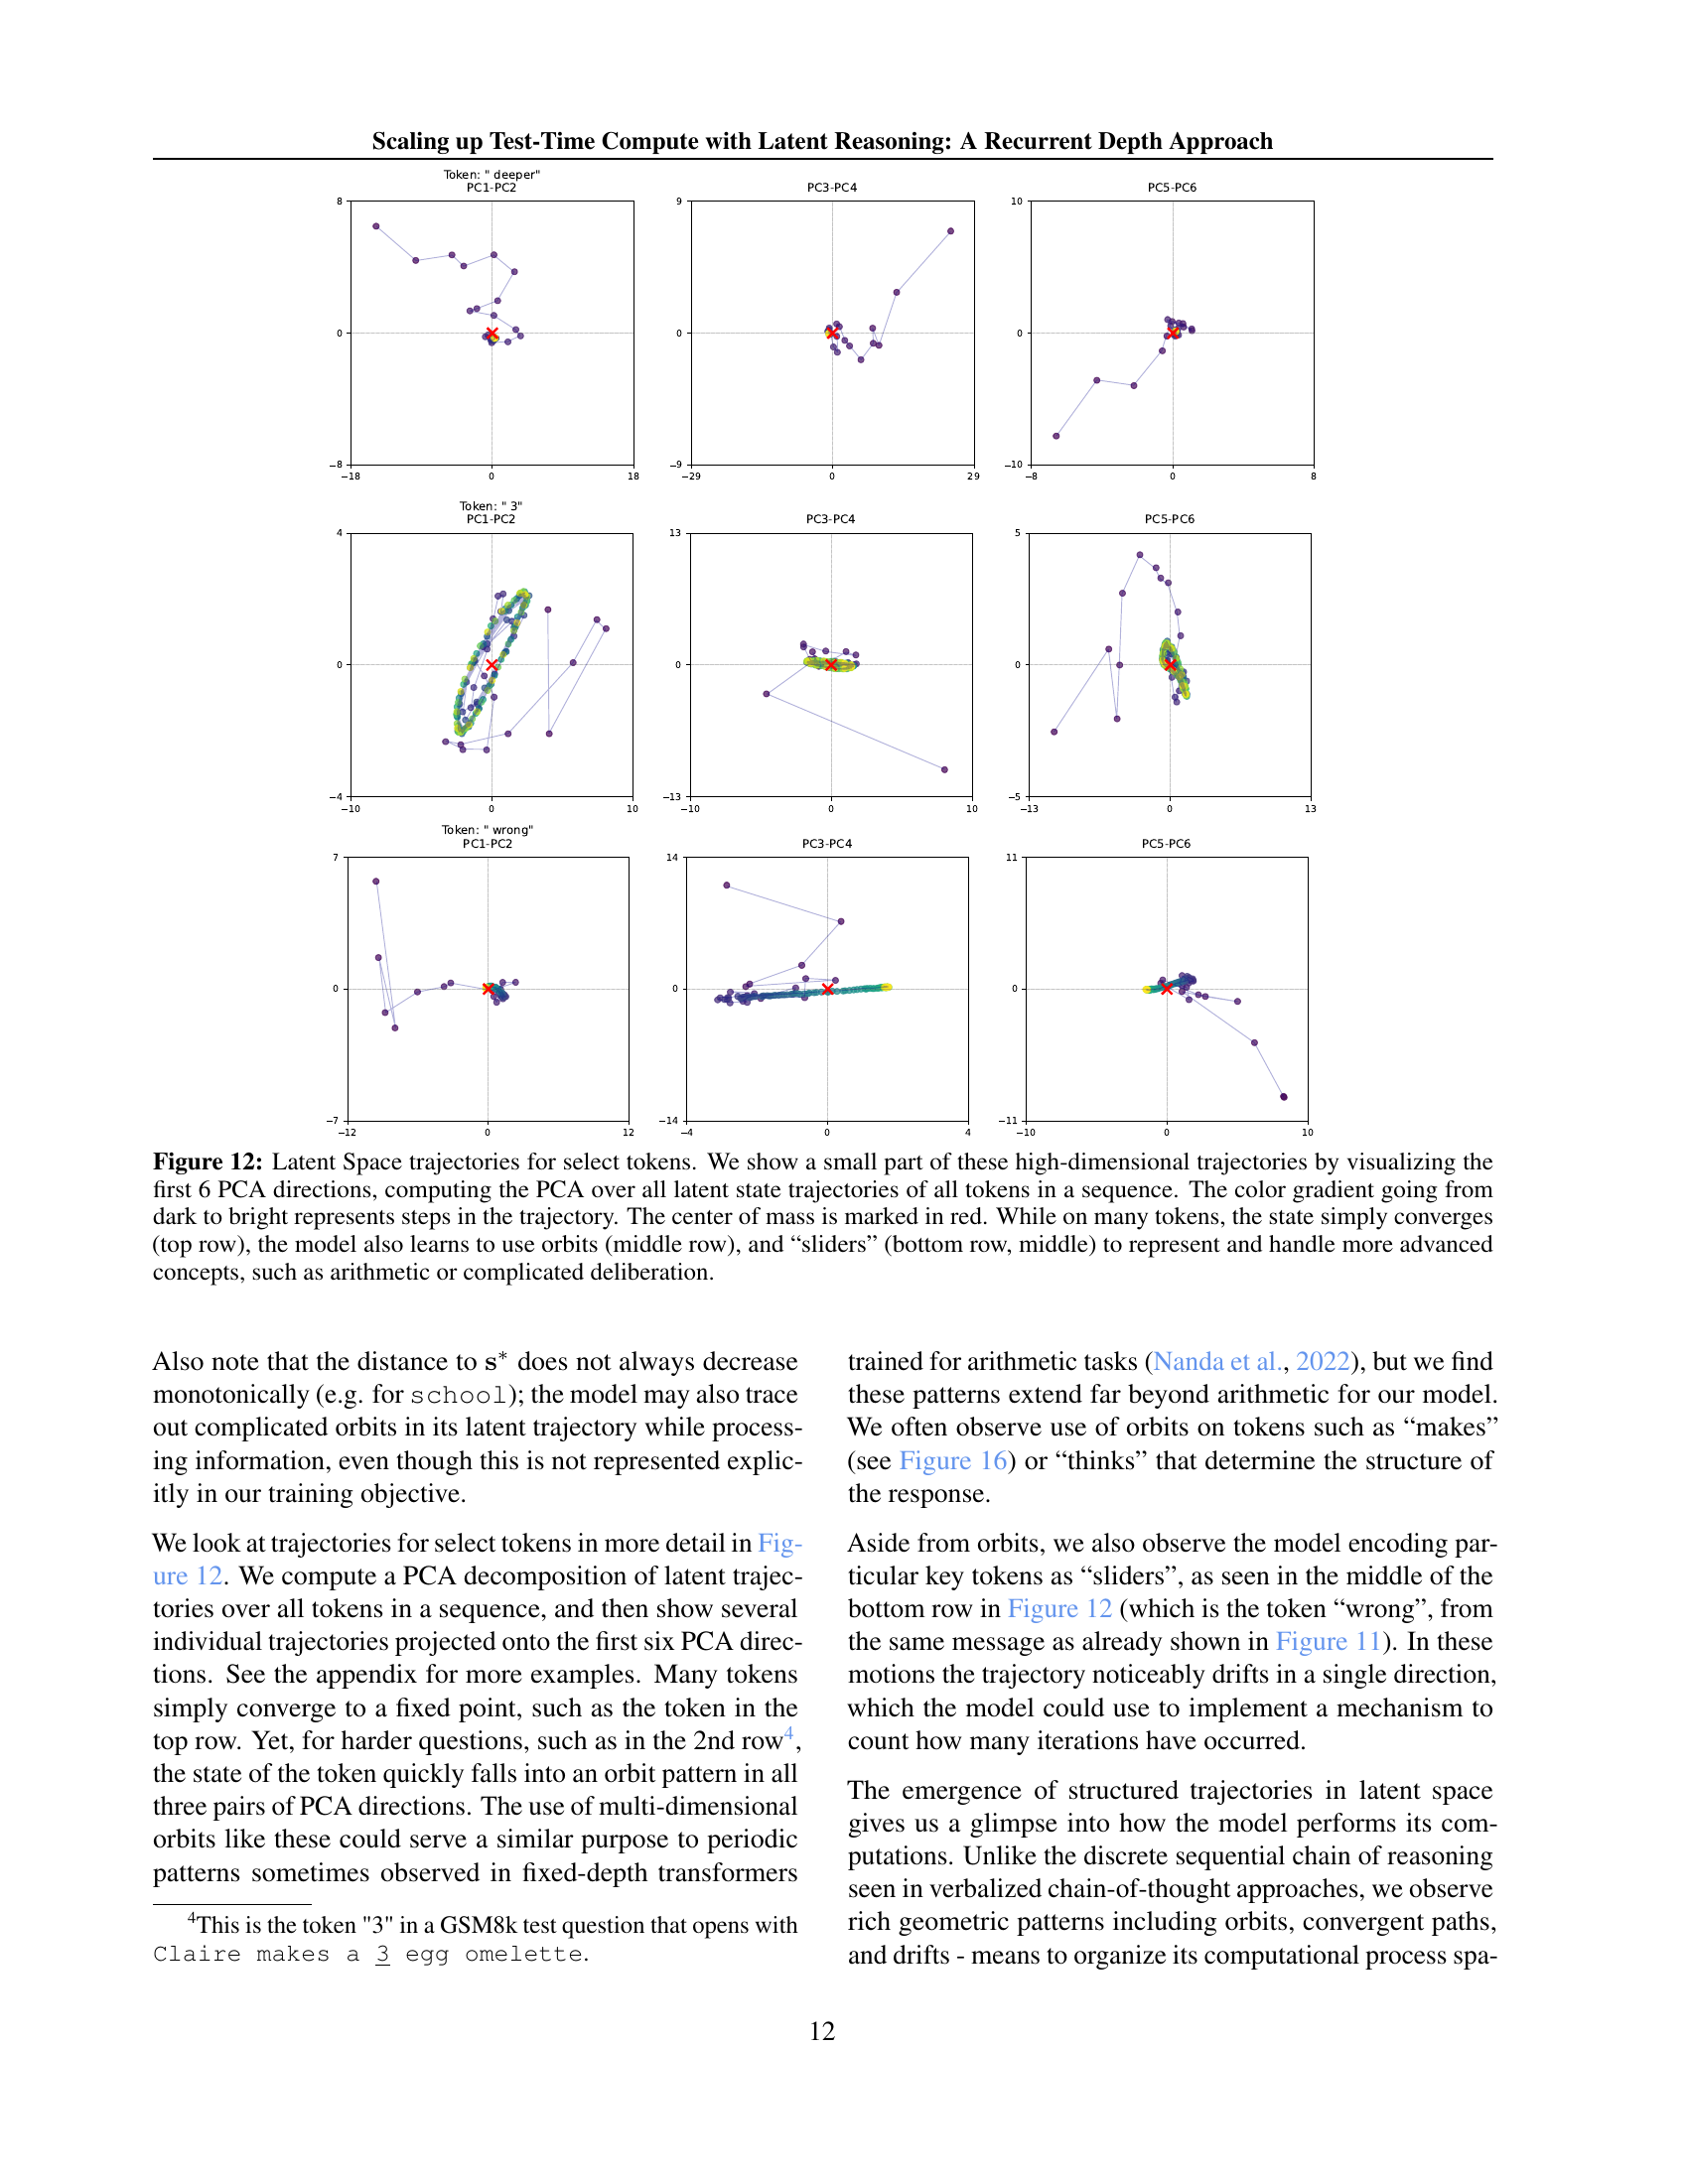 Scaling up Test-Time Compute with Latent Reasoning: A Recurrent Depth Approach
Token: " deeper"
PC1-PC2
PC3-PC4
PC5-PC6
8
0
−8
−18
0
18
9
0
−9
−29
0
29
10
0
−10
−8
0
8
Token: " 3"
PC1-PC2
PC3-PC4
PC5-PC6
4
0
−4
−10
0
10
13
0
−13
−10
0
10
5
0
−5
−13
0
13
Token: " wrong"
PC1-PC2
PC3-PC4
PC5-PC6
7
0
−7
−12
0
12
14
0
−14
−4
0
4
11
0
−11
−10
0
10
Figure 12: Latent Space trajectories for select tokens. We show a small part of these high-dimensional trajectories by visualizing the
first 6 PCA directions, computing the PCA over all latent state trajectories of all tokens in a sequence. The color gradient going from
dark to bright represents steps in the trajectory. The center of mass is marked in red. While on many tokens, the state simply converges
(top row), the model also learns to use orbits (middle row), and “sliders” (bottom row, middle) to represent and handle more advanced
concepts, such as arithmetic or complicated deliberation.
Also note that the distance to s* does not always decrease
monotonically (e.g. for school); the model may also trace
out complicated orbits in its latent trajectory while process-
ing information, even though this is not represented explic-
itly in our training objective.
We look at trajectories for select tokens in more detail in Fig-
ure 12. We compute a PCA decomposition of latent trajec-
tories over all tokens in a sequence, and then show several
individual trajectories projected onto the first six PCA direc-
tions. See the appendix for more examples. Many tokens
simply converge to a fixed point, such as the token in the
top row. Yet, for harder questions, such as in the 2nd row4,
the state of the token quickly falls into an orbit pattern in all
three pairs of PCA directions. The use of multi-dimensional
orbits like these could serve a similar purpose to periodic
patterns sometimes observed in fixed-depth transformers
4This is the token "3" in a GSM8k test question that opens with
Claire makes a 3 egg omelette.
trained for arithmetic tasks (Nanda et al., 2022), but we find
these patterns extend far beyond arithmetic for our model.
We often observe use of orbits on tokens such as “makes”
(see Figure 16) or “thinks” that determine the structure of
the response.
Aside from orbits, we also observe the model encoding par-
ticular key tokens as “sliders”, as seen in the middle of the
bottom row in Figure 12 (which is the token “wrong”, from
the same message as already shown in Figure 11). In these
motions the trajectory noticeably drifts in a single direction,
which the model could use to implement a mechanism to
count how many iterations have occurred.
The emergence of structured trajectories in latent space
gives us a glimpse into how the model performs its com-
putations. Unlike the discrete sequential chain of reasoning
seen in verbalized chain-of-thought approaches, we observe
rich geometric patterns including orbits, convergent paths,
and drifts - means to organize its computational process spa-
12